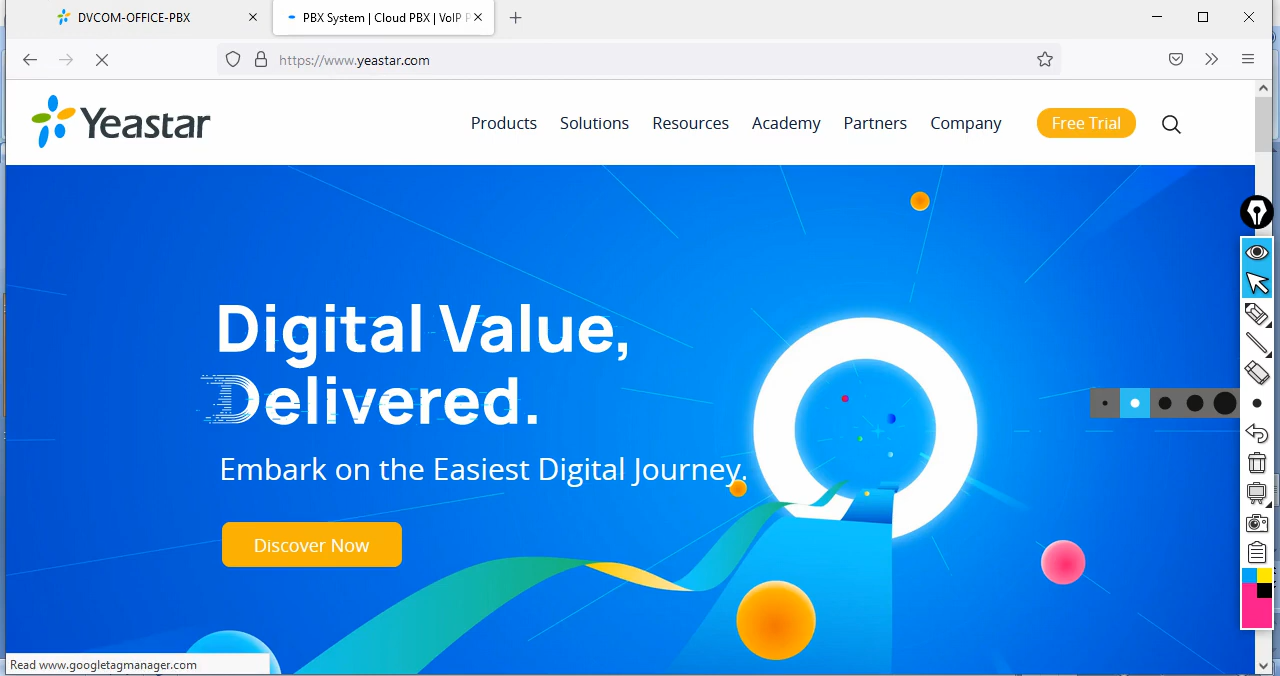 DVCOM-OFFICE-PBX
PBX System | Cloud PBX | VoIP P
https://www.yeastar.com
Yeastar
Products Solutions Resources Academy Partners Company Free Trial
Digital Value,
Delivered.
Embark on the Easiest Digital Journey.
Discover Now
Read www.googletagmanager.com